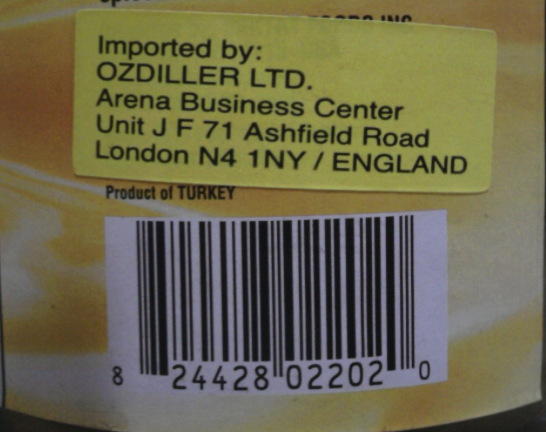 Imported by:
OZDILLER LTD.
Arena Business Center
Unit J F 71 Ashfield Road
London N4 1NY / ENGLAND
Product of TURKEY
8 24428 02202 0